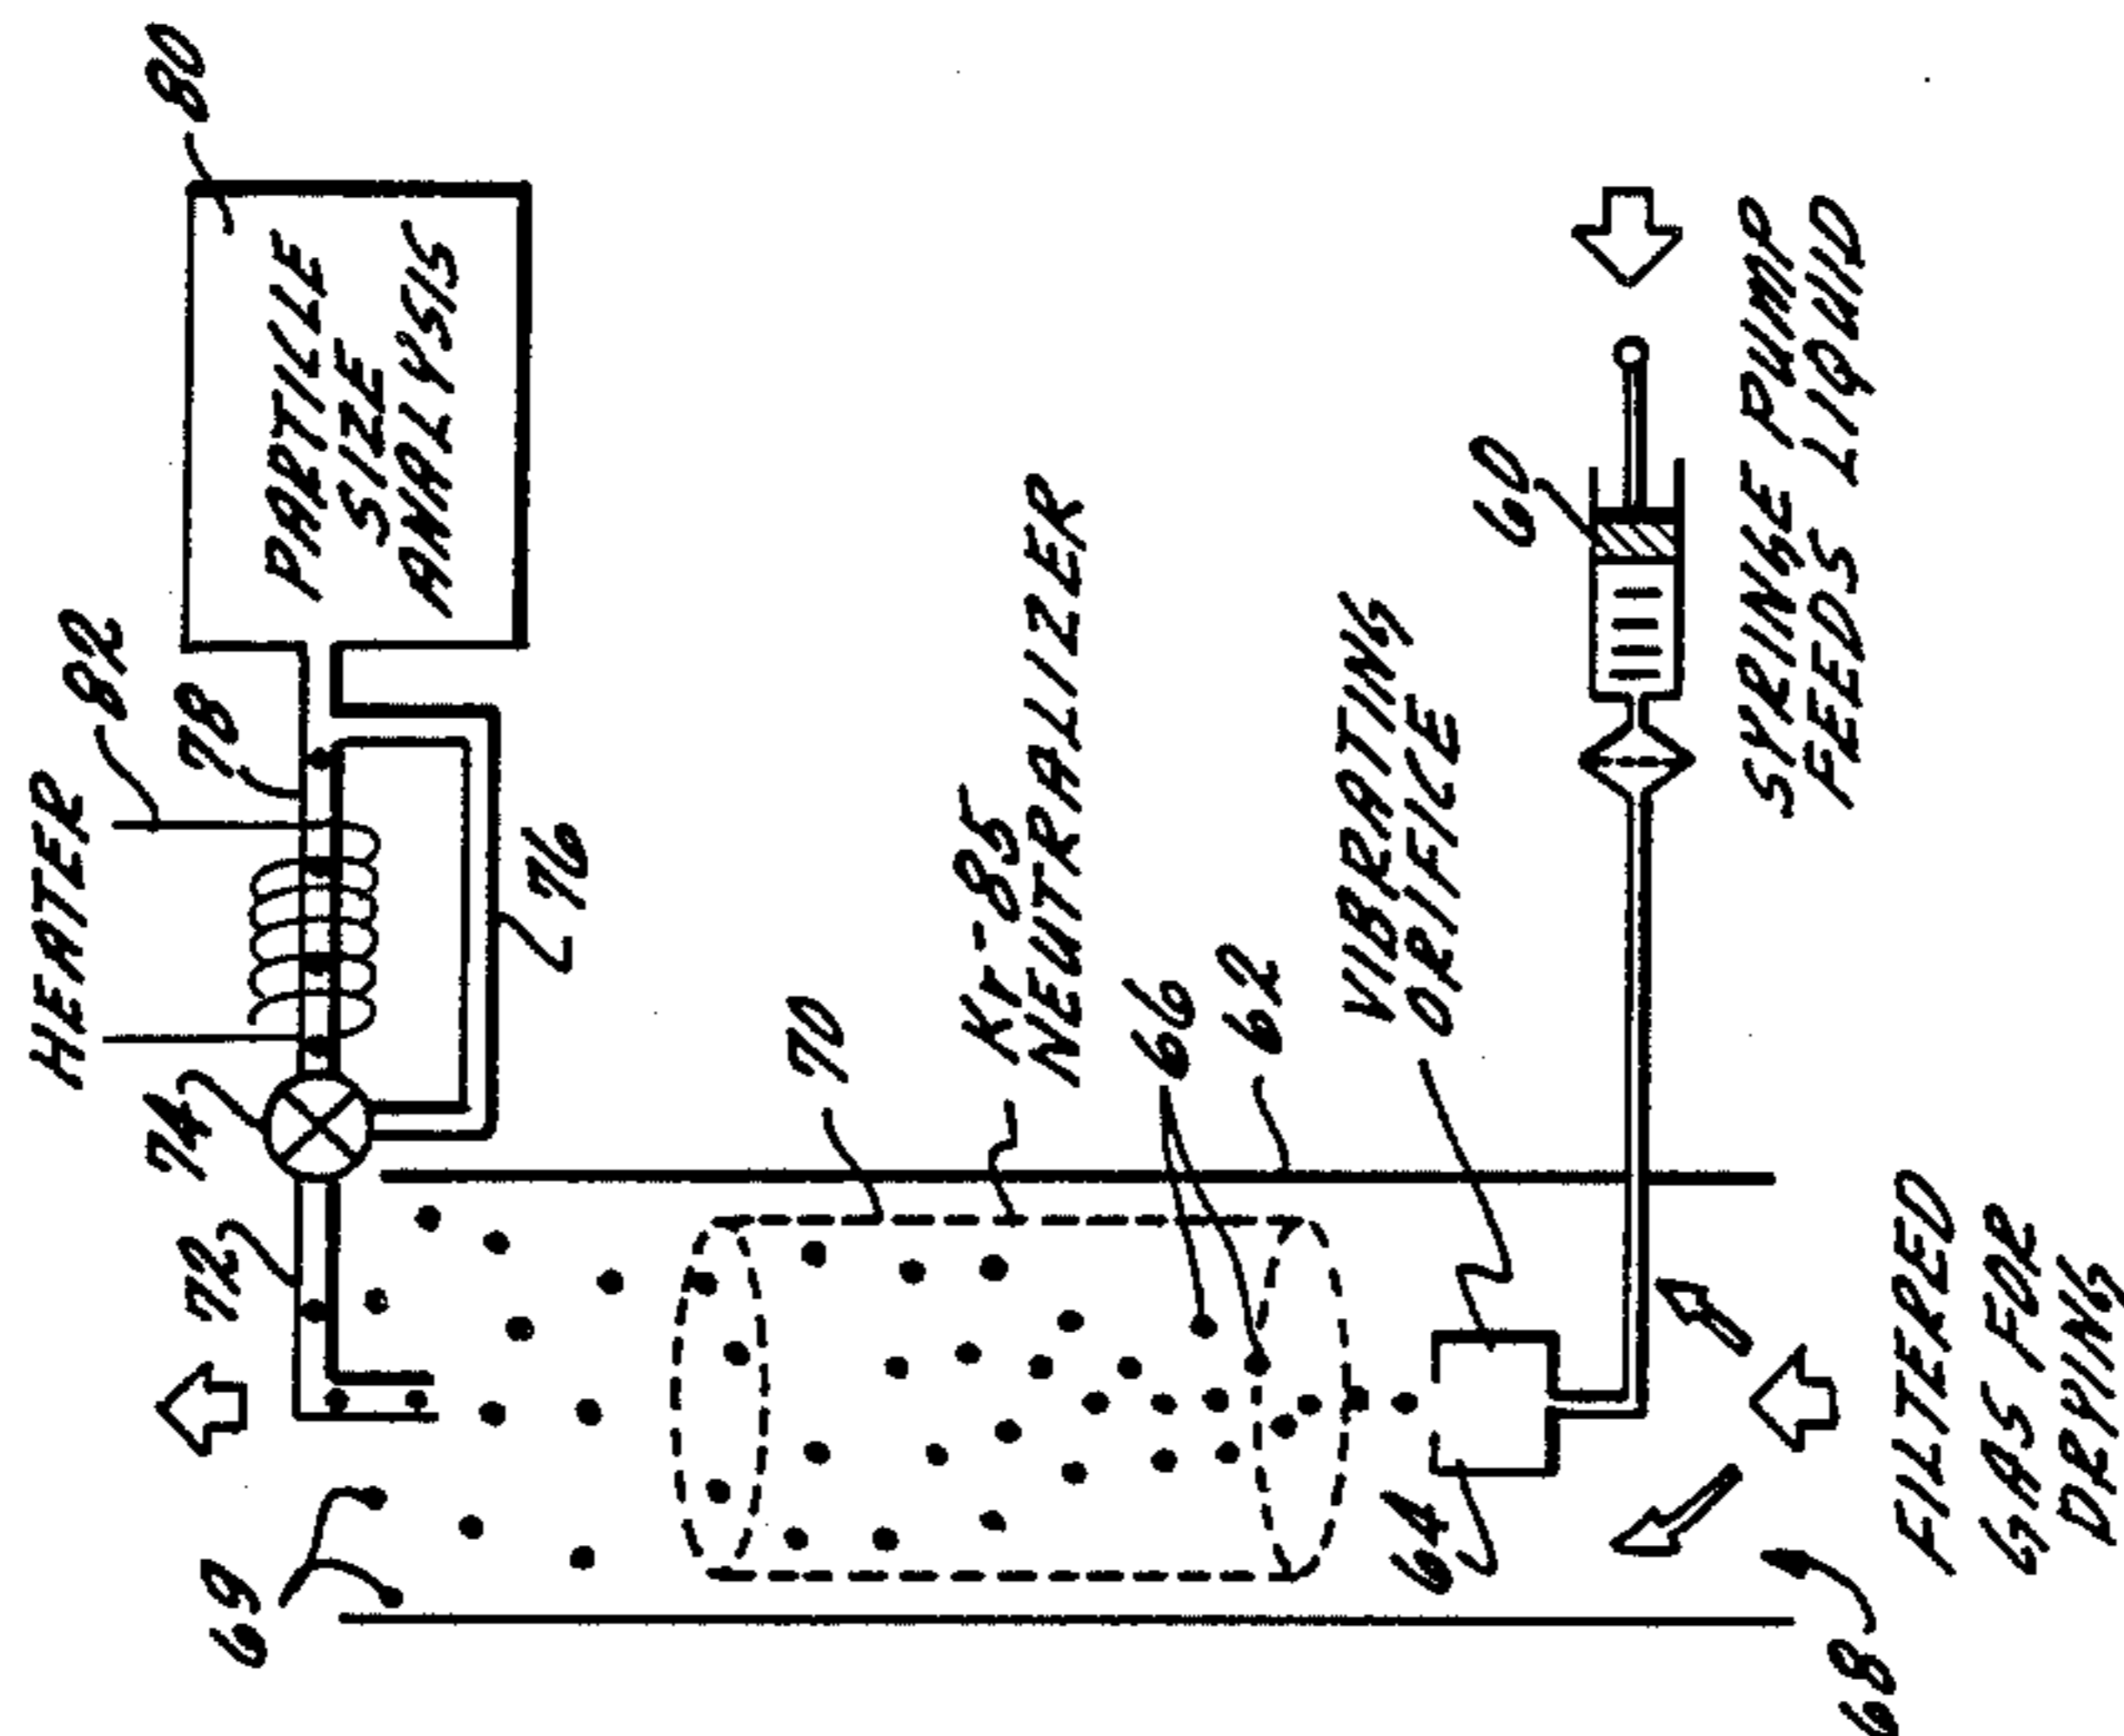 80
PARTICLE
SIZE
ANALYSIS
HEATER
82
78
74
76
72
69
70
Kr-85
NEUTRALIZER
66
62
VIBRATING
ORIFICE
64
60
SYRINGE PUMP
FEEDS LIQUID
FILTERED
GAS FOR
DRYING
68